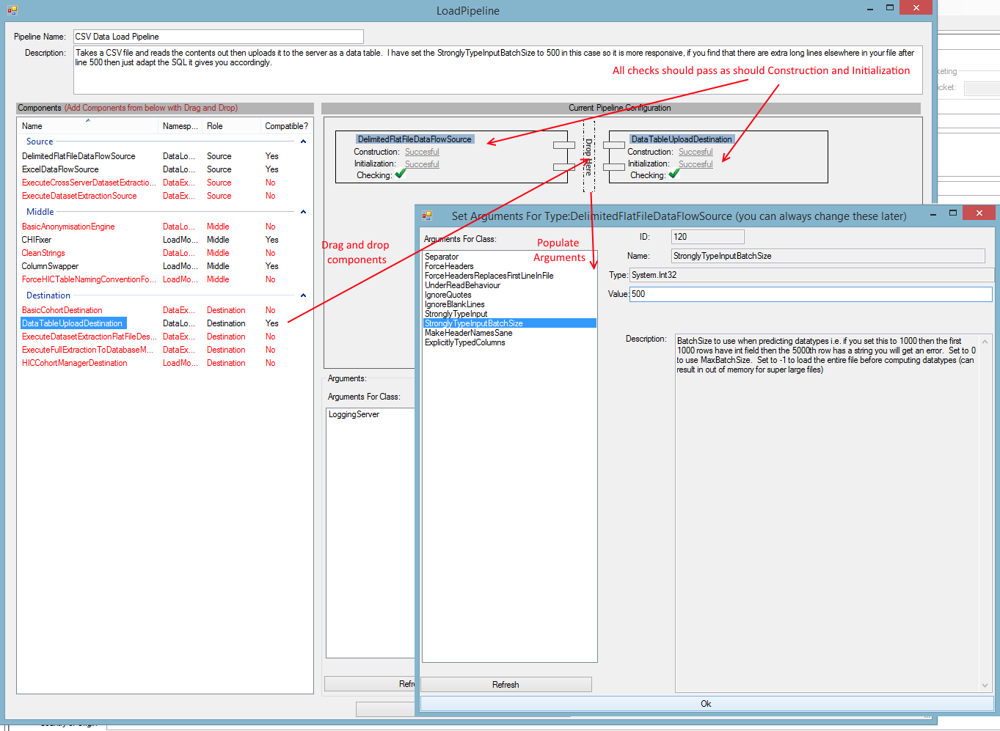 LoadPipeline
Pipeline Name: CSV Data Load Pipeline
Description: Takes a CSV file and reads the contents out then uploads it to the server as a data table. I have set the StronglyTypeInputBatchSize to 500 in this case so it is more responsive, if you find that there are extra long lines elsewhere in your file after
line 500 then just adapt the SQL it gives you accordingly.
All checks should pass as should Construction and Initialization
Components (Add Components from below with Drag and Drop)
Name Namesp... Role Compatible?
Source
DelimitedFlatFileDataFlowSource DataLo... Source Yes
ExcelDataFlowSource DataLo... Source Yes
ExecuteCrossServerDatasetExtractio... DataEx... Source No
ExecuteDatasetExtractionSource DataEx... Source No
Middle
BasicAnonymisationEngine DataLo... Middle No
CHIFixer LoadMo... Middle Yes
CleanStrings DataLo... Middle No
ColumnSwapper LoadMo... Middle Yes
ForceHICTableNamingConventionFo... LoadMo... Middle No
Destination
BasicCohortDestination DataEx... Destination No
DataTableUploadDestination DataLo... Destination Yes
ExecuteDatasetExtractionFlatFileDes... DataEx... Destination No
ExecuteFullExtractionToDatabaseM... DataEx... Destination No
HICCohortManagerDestination LoadMo... Destination No
Current Pipeline Configuration
DelimitedFlatFileDataFlowSource
Construction: Succesful
Initialization: Succesful
Checking:
Drop Here
DataTableUploadDestination
Construction: Succesful
Initialization: Succesful
Checking:
Drag and drop
components
Populate
Arguments
Arguments:
Arguments For Class:
LoggingServer
Refre
Set Arguments For Type:DelimitedFlatFileDataFlowSource (you can always change these later)
Arguments For Class:
Separator
ForceHeaders
ForceHeadersReplacesFirstLineInFile
UnderReadBehaviour
IgnoreQuotes
IgnoreBlankLines
StronglyTypeInput
StronglyTypeInputBatchSize
MakeHeaderNamesSane
ExplicitlyTypedColumns
Refresh
ID: 120
Name: StronglyTypeInputBatchSize
Type: System.Int32
Value: 500
Description: BatchSize to use when predicting datatypes i.e. if you set this to 1000 then the first
1000 rows have int field then the 5000th row has a string you will get an error. Set to 0
to use MaxBatchSize. Set to -1 to load the entire file before computing datatypes (can
result in out of memory for super large files)
Ok
keting
icket: